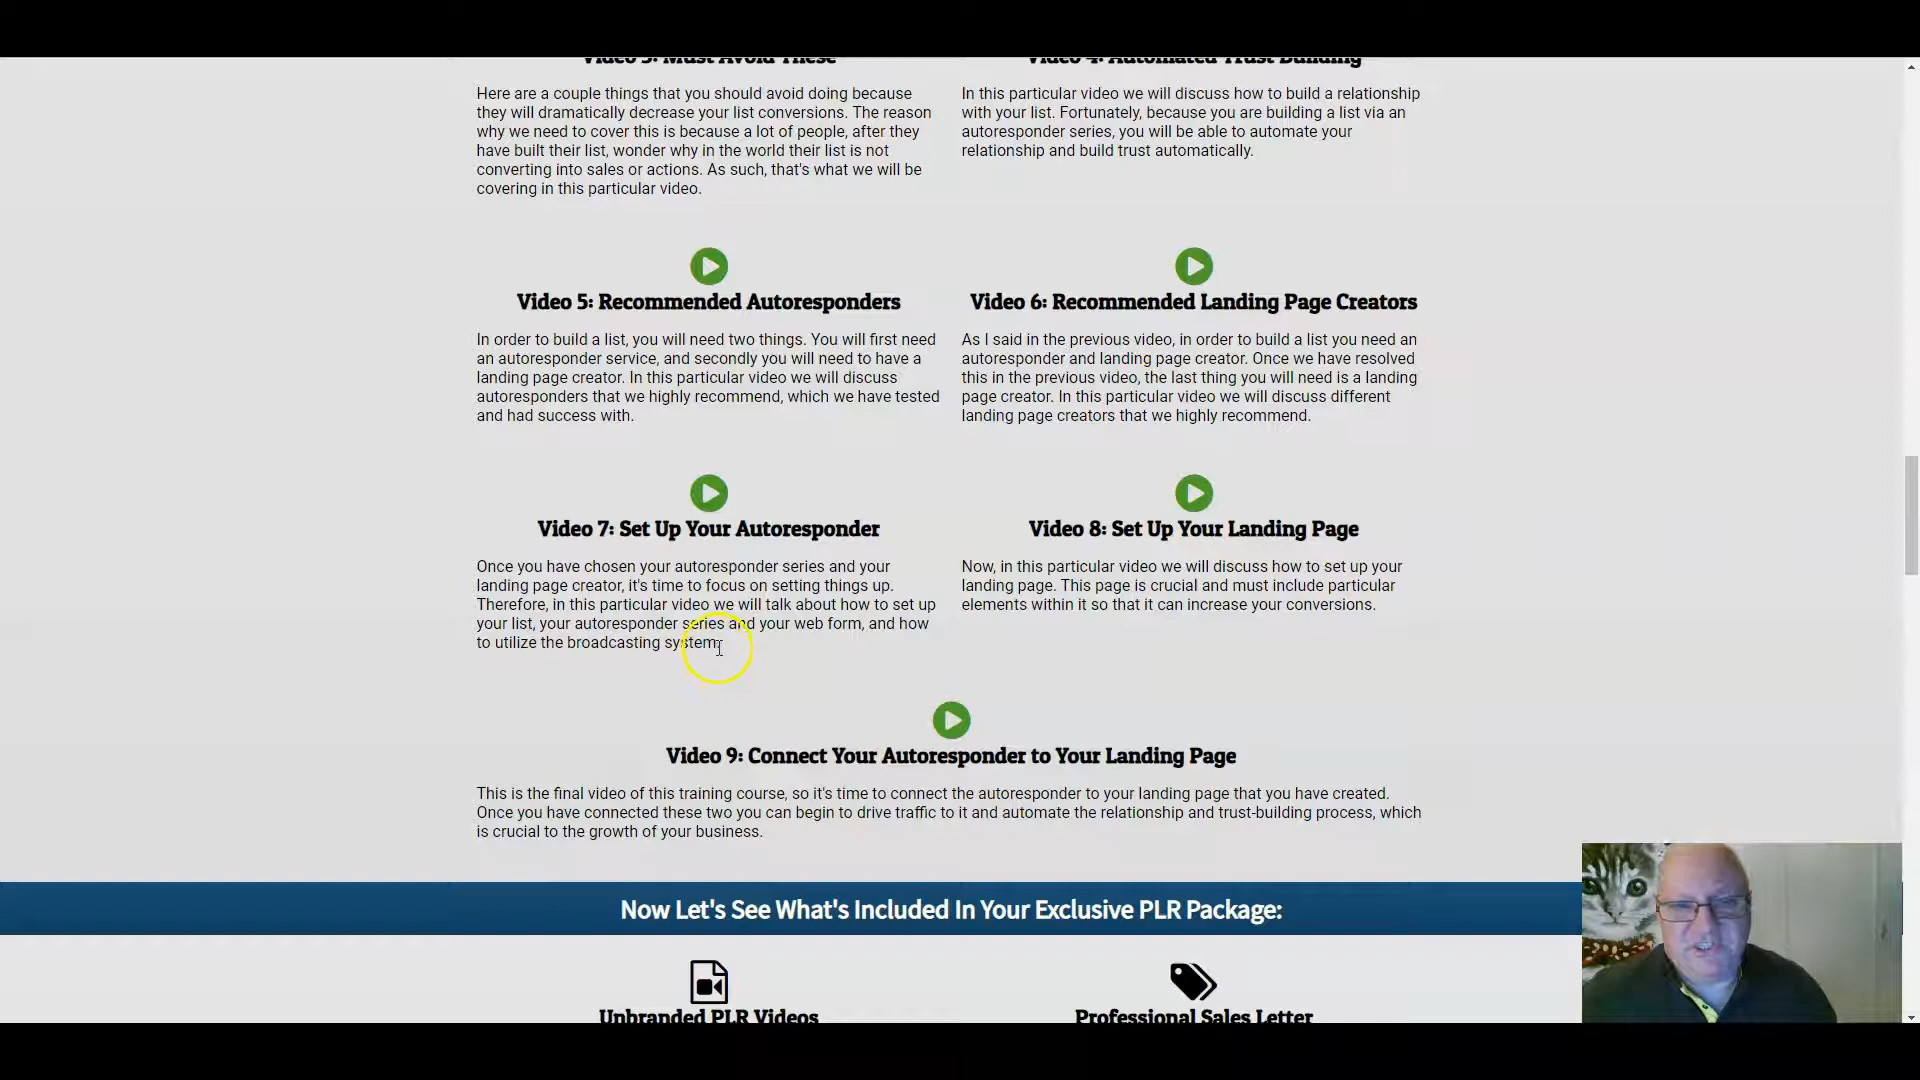 Video 3: Must Avoid These
Here are a couple things that you should avoid doing because
they will dramatically decrease your list conversions. The reason
why we need to cover this is because a lot of people, after they
have built their list, wonder why in the world their list is not
converting into sales or actions. As such, that's what we will be
covering in this particular video.
Video 4: Automated Trust Building
In this particular video we will discuss how to build a relationship
with your list. Fortunately, because you are building a list via an
autoresponder series, you will be able to automate your
relationship and build trust automatically.
Video 5: Recommended Autoresponders
In order to build a list, you will need two things. You will first need
an autoresponder service, and secondly you will need to have a
landing page creator. In this particular video we will discuss
autoresponders that we highly recommend, which we have tested
and had success with.
Video 6: Recommended Landing Page Creators
As I said in the previous video, in order to build a list you need an
autoresponder and landing page creator. Once we have resolved
this in the previous video, the last thing you will need is a landing
page creator. In this particular video we will discuss different
landing page creators that we highly recommend.
Video 7: Set Up Your Autoresponder
Once you have chosen your autoresponder series and your
landing page creator, it's time to focus on setting things up.
Therefore, in this particular video we will talk about how to set up
your list, your autoresponder series and your web form, and how
to utilize the broadcasting system.
Video 8: Set Up Your Landing Page
Now, in this particular video we will discuss how to set up your
landing page. This page is crucial and must include particular
elements within it so that it can increase your conversions.
Video 9: Connect Your Autoresponder to Your Landing Page
This is the final video of this training course, so it's time to connect the autoresponder to your landing page that you have created.
Once you have connected these two you can begin to drive traffic to it and automate the relationship and trust-building process, which
is crucial to the growth of your business.
Now Let's See What's Included In Your Exclusive PLR Package:
Unbranded PLR Videos
Professional Sales Letter